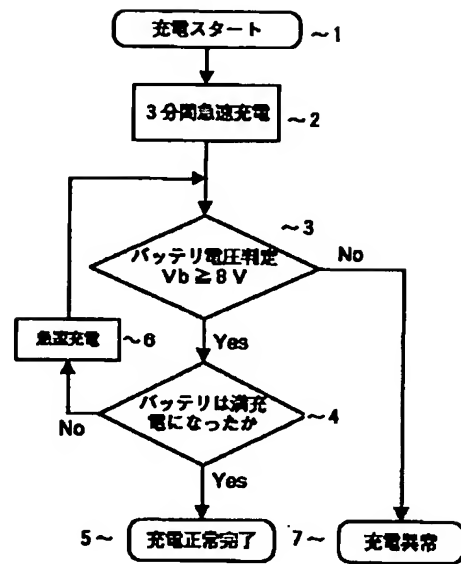 充電スタート ~1
3分間急速充電 ~2
~3
バッテリ電圧判定
Vb≧8V
No
急速充電 ~6
Yes
バッテリは満充
電になったか ~4
No
Yes
5~ 充電正常完了
7~ 充電異常